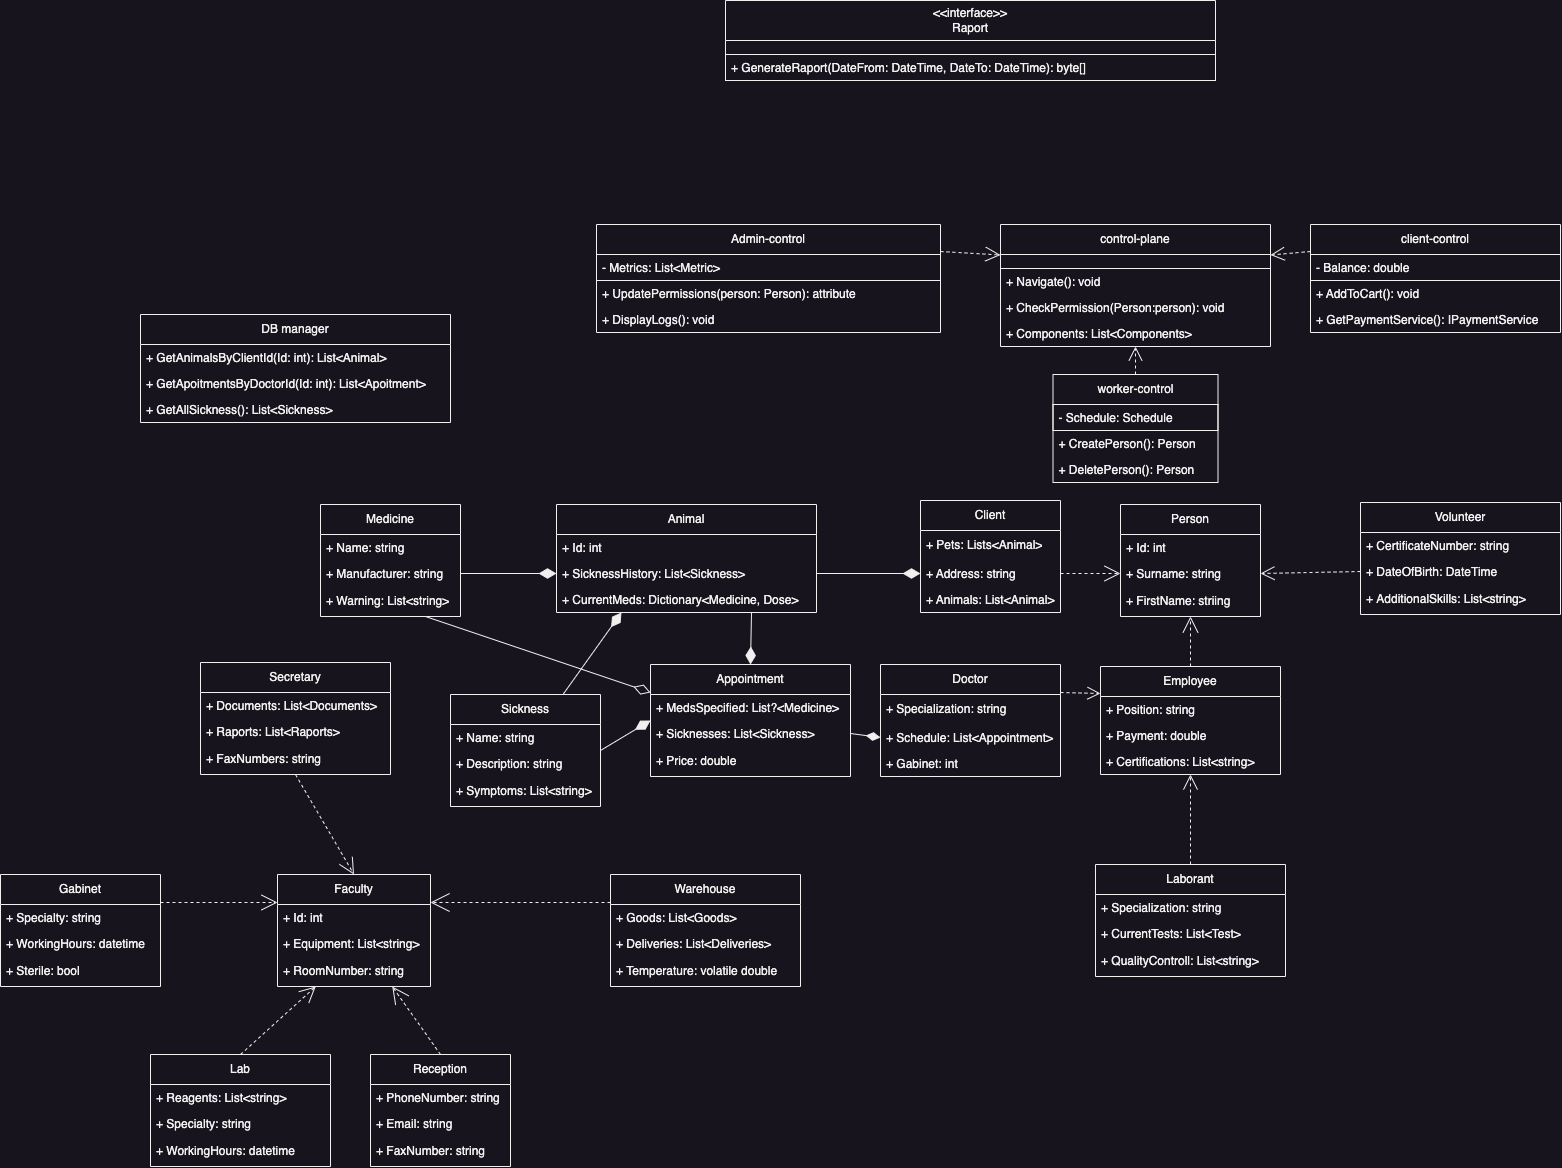 <<interface>>
Raport
+ GenerateRaport(DateFrom: DateTime, DateTo: DateTime): byte[]
Admin-control
- Metrics: List<Metric>
+ UpdatePermissions(person: Person): attribute
+ DisplayLogs(): void
control-plane
+ Navigate(): void
+ CheckPermission(Person:person): void
+ Components: List<Components>
client-control
- Balance: double
+ AddToCart(): void
+ GetPaymentService(): IPaymentService
DB manager
+ GetAnimalsByClientId(Id: int): List<Animal>
+ GetApoitmentsByDoctorId(Id: int): List<Apoitment>
+ GetAllSickness(): List<Sickness>
worker-control
- Schedule: Schedule
+ CreatePerson(): Person
+ DeletePerson(): Person
Medicine
+ Name: string
+ Manufacturer: string
+ Warning: List<string>
Animal
+ Id: int
+ SicknessHistory: List<Sickness>
+ CurrentMeds: Dictionary<Medicine, Dose>
Client
+ Pets: Lists<Animal>
+ Address: string
+ Animals: List<Animal>
Person
+ Id: int
+ Surname: string
+ FirstName: striing
Volunteer
+ CertificateNumber: string
+ DateOfBirth: DateTime
+ AdditionalSkills: List<string>
Secretary
+ Documents: List<Documents>
+ Raports: List<Raports>
+ FaxNumbers: string
Sickness
+ Name: string
+ Description: string
+ Symptoms: List<string>
Appointment
+ MedsSpecified: List?<Medicine>
+ Sicknesses: List<Sickness>
+ Price: double
Doctor
+ Specialization: string
+ Schedule: List<Appointment>
+ Gabinet: int
Employee
+ Position: string
+ Payment: double
+ Certifications: List<string>
Gabinet
+ Specialty: string
+ WorkingHours: datetime
+ Sterile: bool
Faculty
+ Id: int
+ Equipment: List<string>
+ RoomNumber: string
Warehouse
+ Goods: List<Goods>
+ Deliveries: List<Deliveries>
+ Temperature: volatile double
Laborant
+ Specialization: string
+ CurrentTests: List<Test>
+ QualityControll: List<string>
Lab
+ Reagents: List<string>
+ Specialty: string
+ WorkingHours: datetime
Reception
+ PhoneNumber: string
+ Email: string
+ FaxNumber: string